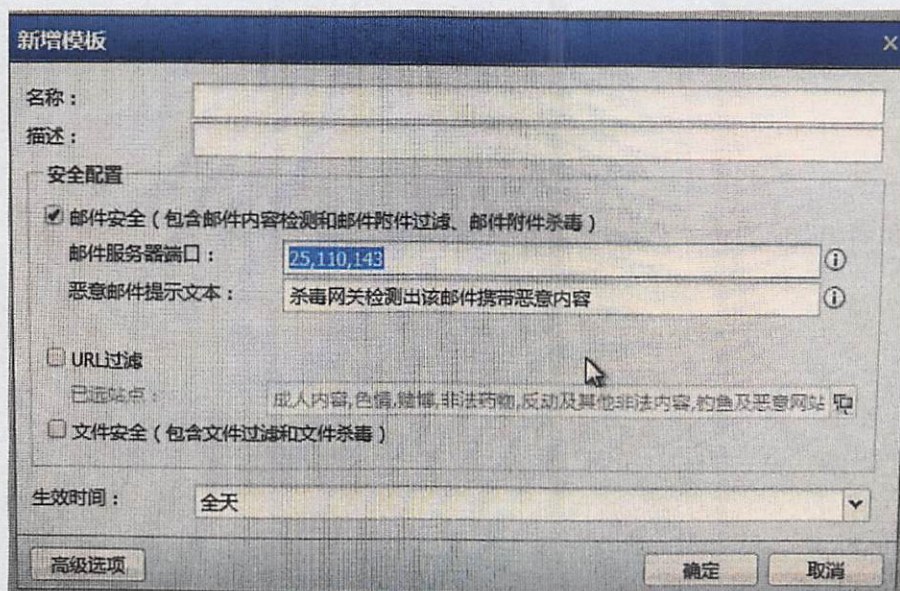 新增模板
名称：
描述：
安全配置
邮件安全（包含邮件内容检测和邮件附件过滤、邮件附件杀毒）
邮件服务器端口：
25,110,143
恶意邮件提示文本：
杀毒网关检测出该邮件携带恶意内容
URL过滤
已选站点：
成人内容,色情,赌博,非法药物,反动及其他非法内容,钓鱼及恶意网站
文件安全（包含文件过滤和文件杀毒）
生效时间：
全天
高级选项
确定
取消